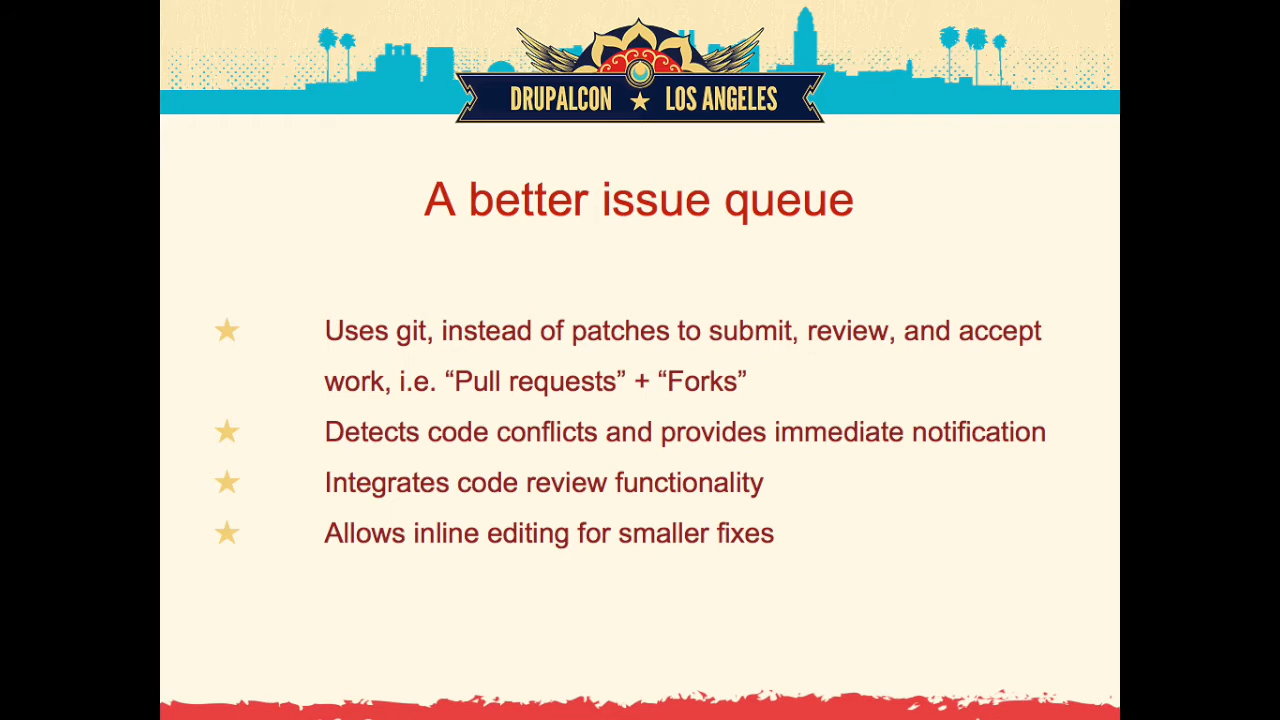 DRUPALCON ★ LOS ANGELES
A better issue queue
★ Uses git, instead of patches to submit, review, and accept
work, i.e. “Pull requests” + “Forks”
★ Detects code conflicts and provides immediate notification
★ Integrates code review functionality
★ Allows inline editing for smaller fixes